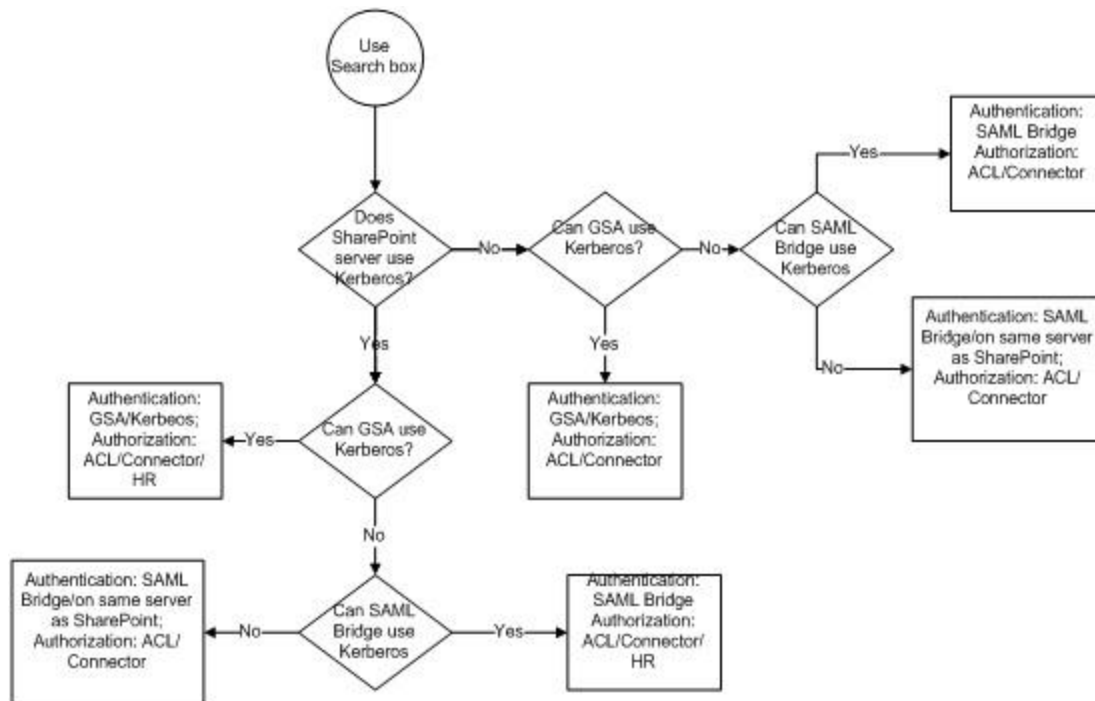 Use
Search box
Does
SharePoint
server use
Kerberos?
No
Can GSA use
Kerberos?
No
Can SAML
Bridge use
Kerberos
Yes
Authentication:
SAML Bridge
Authorization:
ACL/Connector
No
Authentication: SAML
Bridge/on same server
as SharePoint;
Authorization: ACL/
Connector
Yes
Authentication:
GSA/Kerbeos;
Authorization:
ACL/Connector
Yes
Can GSA use
Kerberos?
Yes
Authentication:
GSA/Kerbeos;
Authorization:
ACL/Connector/
HR
No
Can SAML
Bridge use
Kerberos
No
Authentication: SAML
Bridge/on same server
as SharePoint;
Authorization: ACL/
Connector
Yes
Authentication:
SAML Bridge
Authorization:
ACL/Connector/
HR